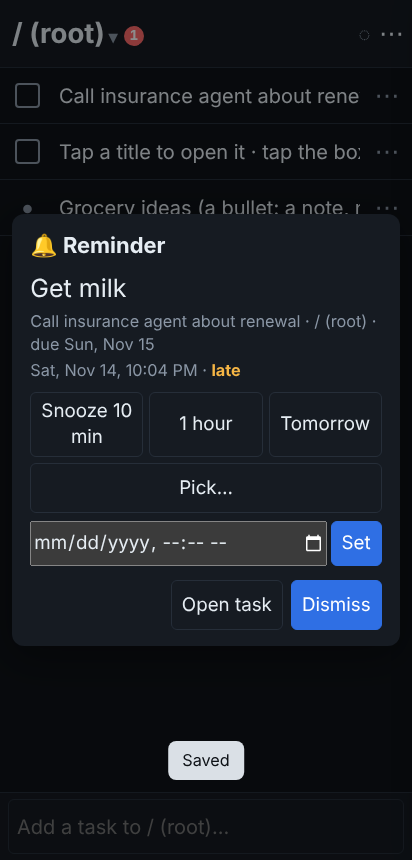 / (root) ▾ 1 ⋯
Call insurance agent about rene ⋯
Tap a title to open it · tap the box ⋯
Grocery ideas (a bullet: a note, r ⋯
🔔 Reminder
Get milk
Call insurance agent about renewal · / (root) ·
due Sun, Nov 15
Sat, Nov 14, 10:04 PM · late
Snooze 10
min
1 hour
Tomorrow
Pick...
mm/dd/yyyy, --:-- --
Set
Open task
Dismiss
Saved
Add a task to / (root)...